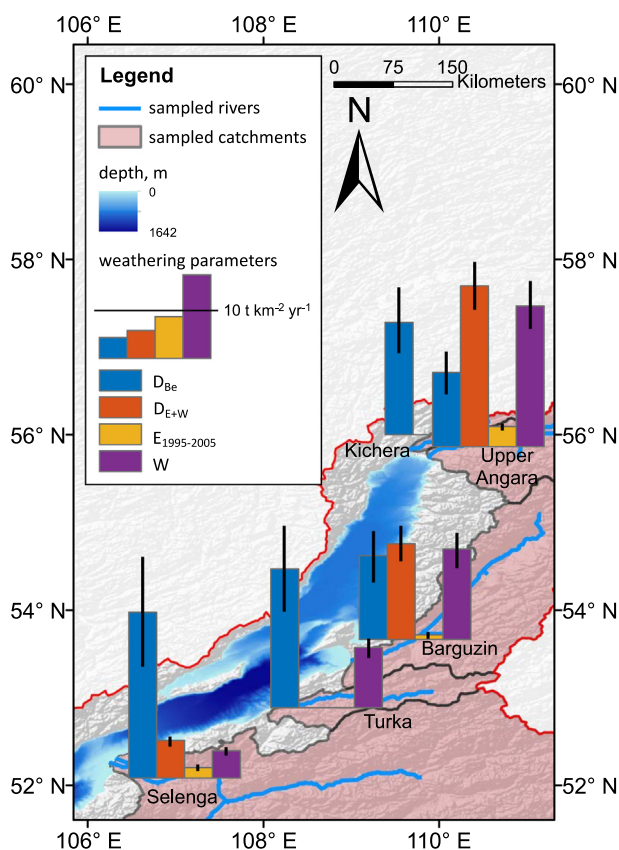 106° E 108° E 110° E
60° N 60° N
58° N 58° N
56° N 56° N
54° N 54° N
52° N 52° N
106° E 108° E 110° E
Legend
sampled rivers
sampled catchments
depth, m
0
1642
weathering parameters
10 t km-2 yr-1
DBe
DE+W
E1995-2005
W
0 75 150
Kilometers
N
Kichera
Upper
Angara
Barguzin
Turka
Selenga